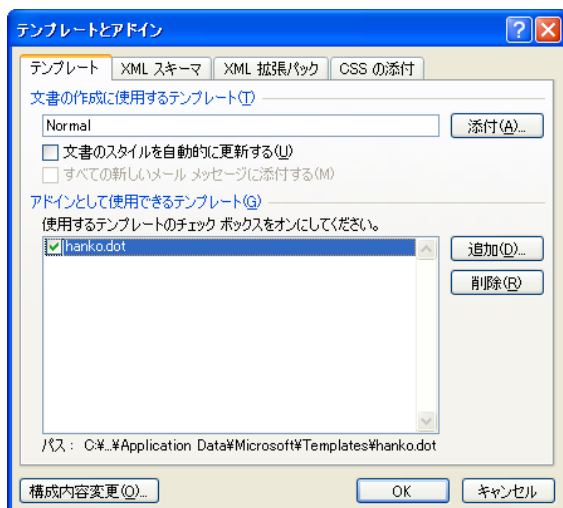 テンプレートとアドイン
テンプレート XML スキーマ XML 拡張パック CSS の添付
文書の作成に使用するテンプレート(T)
Normal 添付(A)...
文書のスタイルを自動的に更新する(U)
すべての新しいメール メッセージに添付する(M)
アドインとして使用できるテンプレート(G)
使用するテンプレートのチェック ボックスをオンにしてください。
hanko.dot 追加(D)...
削除(R)
パス: C:¥...¥Application Data¥Microsoft¥Templates¥hanko.dot
構成内容変更(O)... OK キャンセル